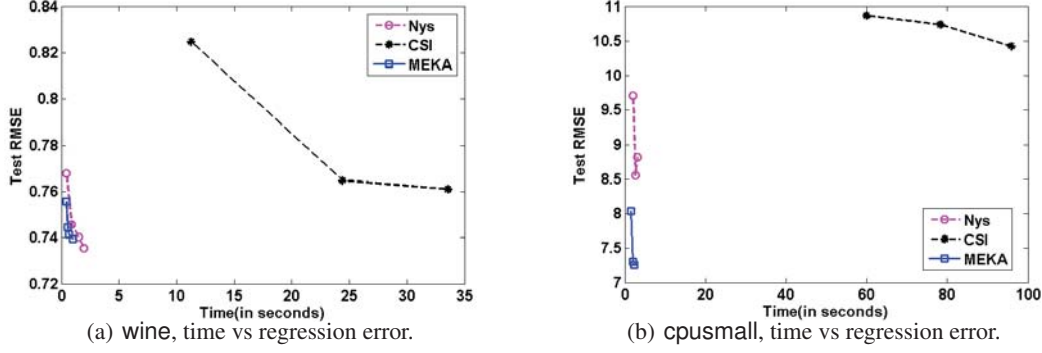 0.84
0.82
0.8
0.78
0.76
0.74
0.72
Test RMSE
Nys
CSI
MEKA
0 5 10 15 20 25 30 35
Time(in seconds)
(a) wine, time vs regression error.
11
10.5
10
9.5
9
8.5
8
7.5
7
Test RMSE
Nys
CSI
MEKA
0 20 40 60 80 100
Time(in seconds)
(b) cpusmall, time vs regression error.